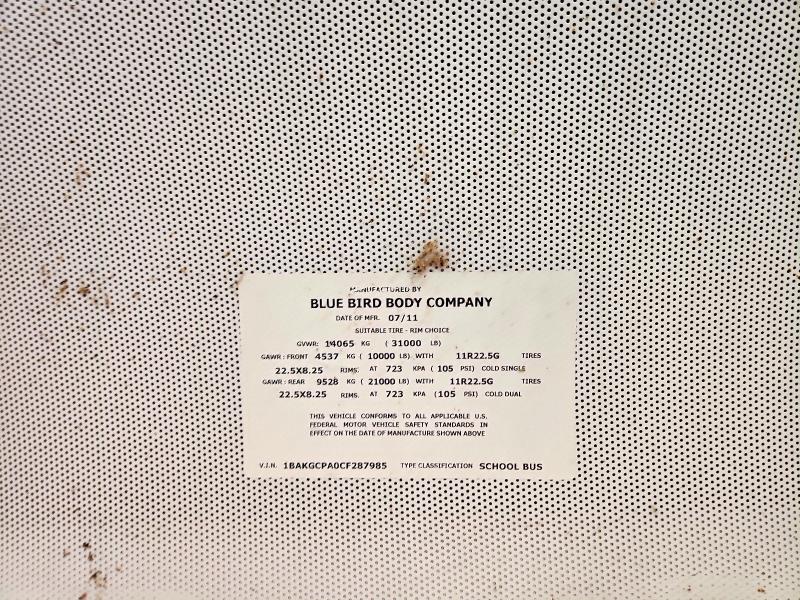 MANUFACTURED BY
BLUE BIRD BODY COMPANY
DATE OF MFR. 07/11
SUITABLE TIRE - RIM CHOICE
GVWR: 14065 KG ( 31000 LB)
GAWR : FRONT 4537 KG ( 10000 LB) WITH 11R22.5G TIRES
22.5X8.25 RIMS. AT 723 KPA ( 105 PSI) COLD SINGLE
GAWR : REAR 9528 KG ( 21000 LB) WITH 11R22.5G TIRES
22.5X8.25 RIMS. AT 723 KPA ( 105 PSI) COLD DUAL
THIS VEHICLE CONFORMS TO ALL APPLICABLE U.S.
FEDERAL MOTOR VEHICLE SAFETY STANDARDS IN
EFFECT ON THE DATE OF MANUFACTURE SHOWN ABOVE
V.I.N. 1BAKGCPA0CF287985 TYPE CLASSIFICATION SCHOOL BUS